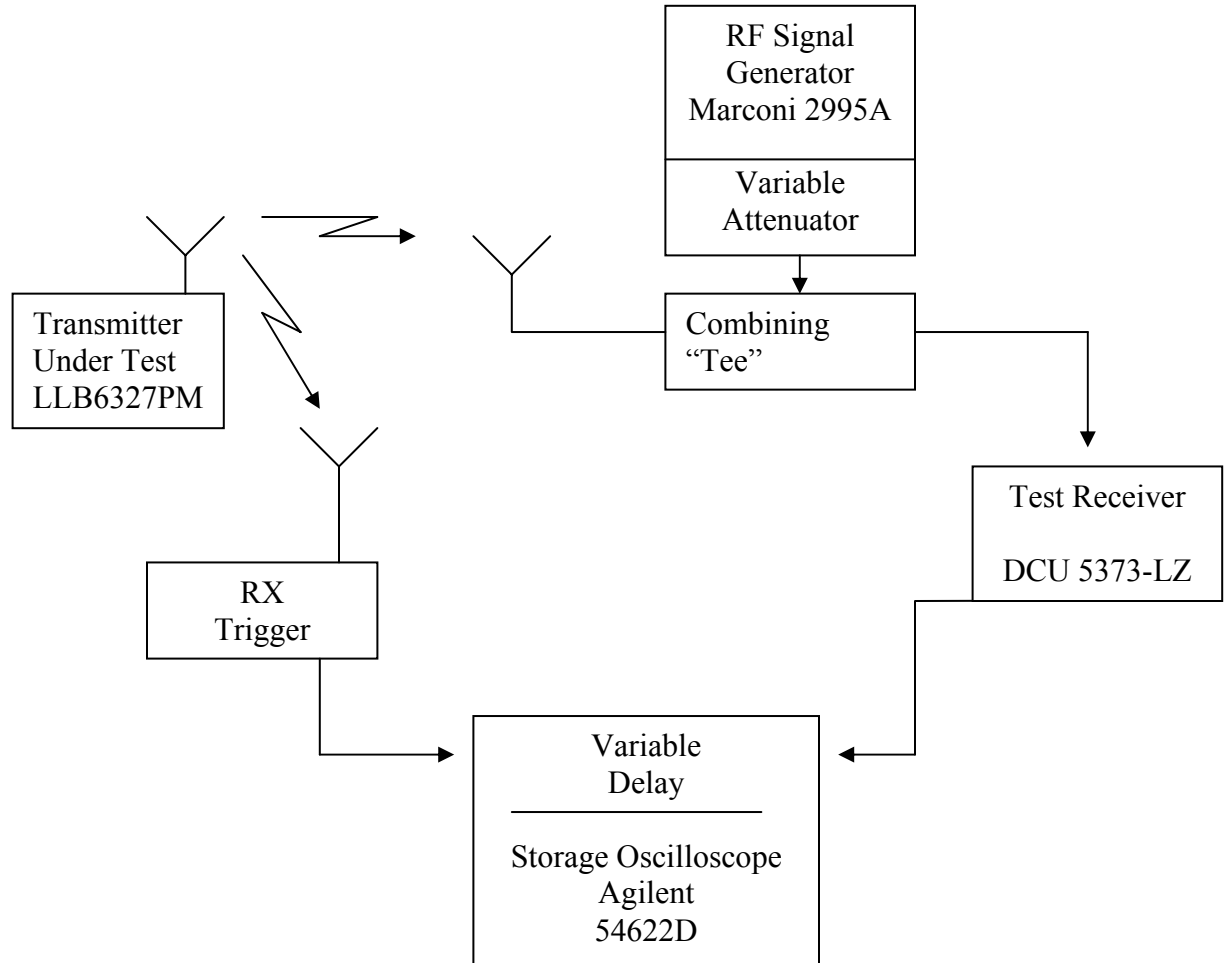 RF Signal
Generator
Marconi 2995A
Variable
Attenuator
Transmitter
Under Test
LLB6327PM
Combining
“Tee”
Test Receiver
DCU 5373-LZ
RX
Trigger
Variable
Delay
Storage Oscilloscope
Agilent
54622D